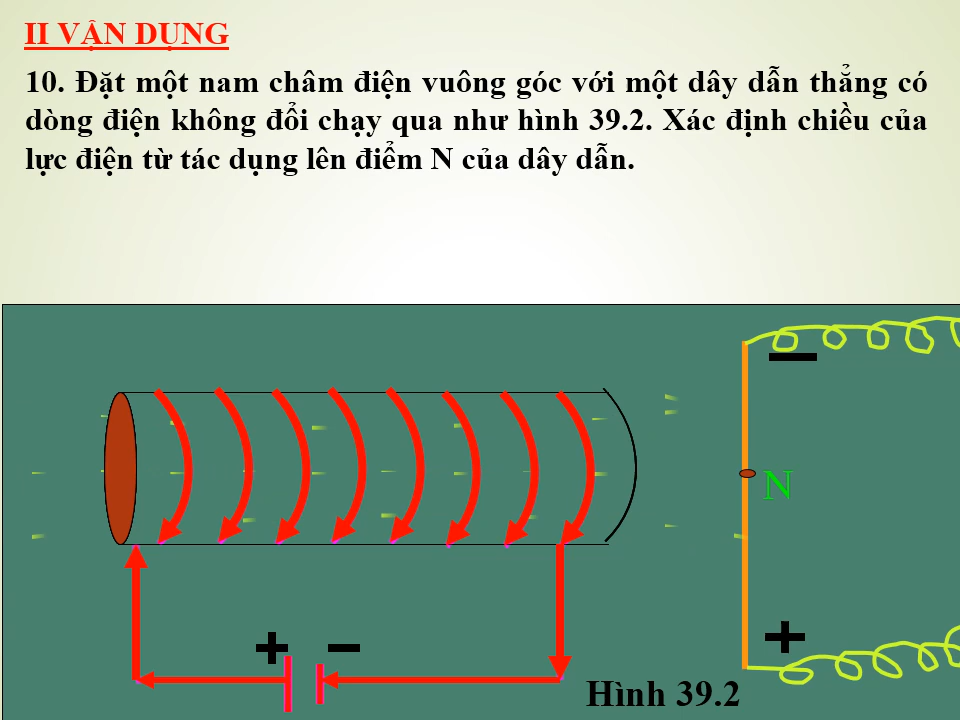 II VẬN DỤNG
10. Đặt một nam châm điện vuông góc với một dây dẫn thẳng có
dòng điện không đổi chạy qua như hình 39.2. Xác định chiều của
lực điện từ tác dụng lên điểm N của dây dẫn.
N
Hình 39.2